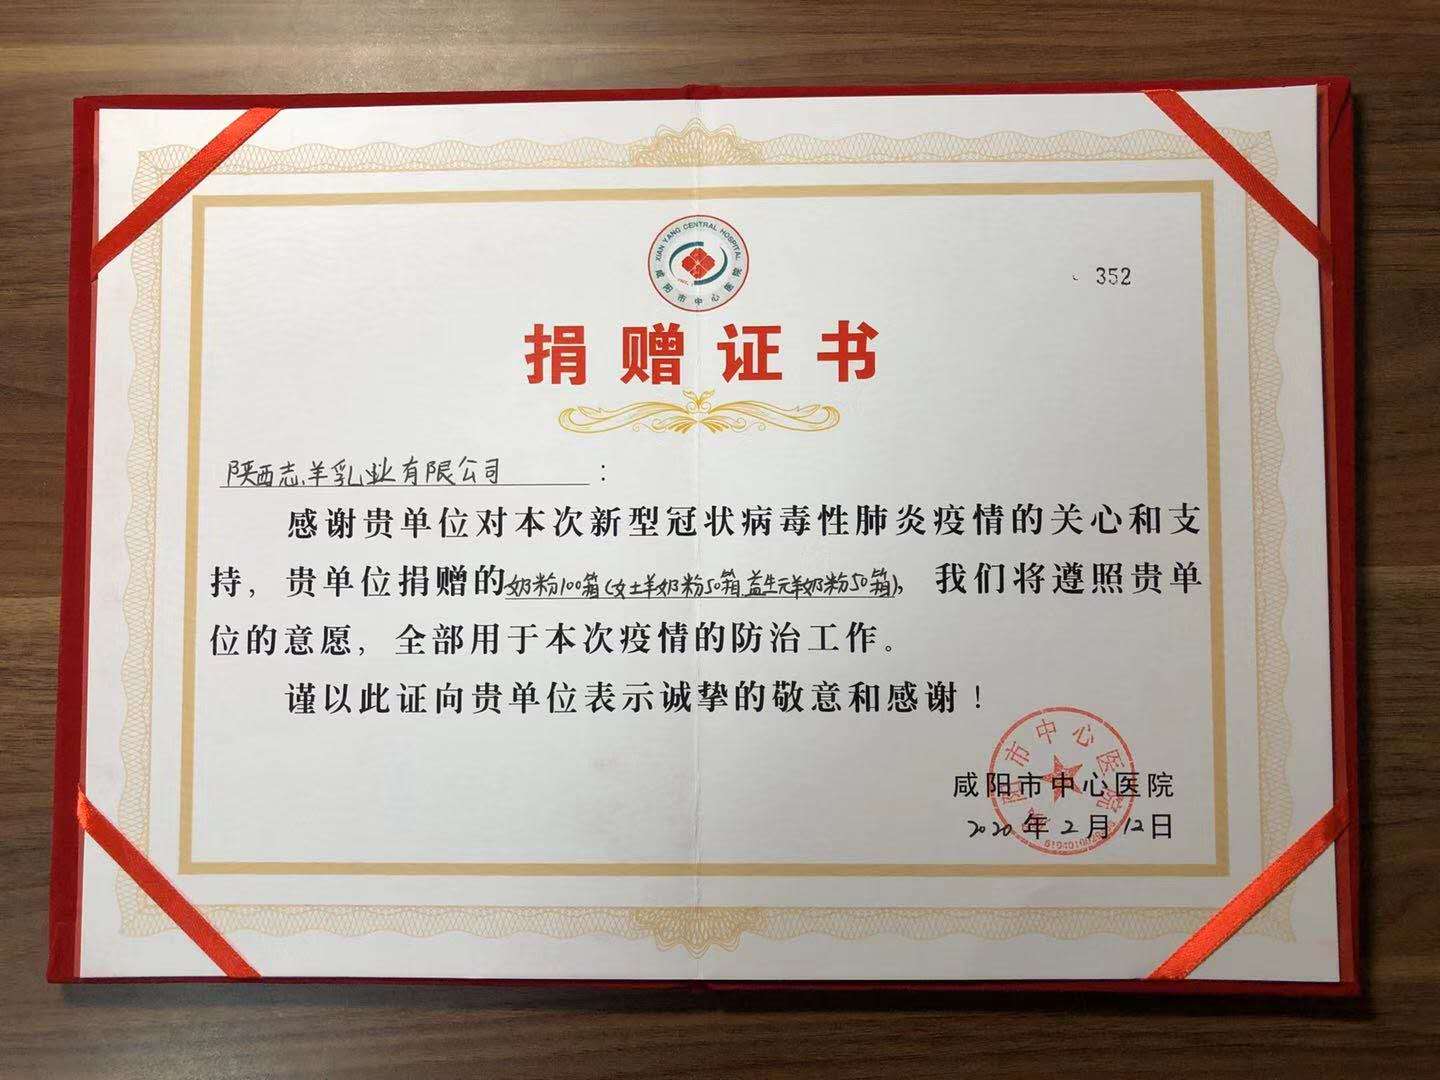 XIAN YANG CENTRAL HOSPITAL
咸阳市中心医院
352
捐赠证书
陕西志羊乳业有限公司：
感谢贵单位对本次新型冠状病毒性肺炎疫情的关心和支
持，贵单位捐赠的奶粉100箱(女士羊奶粉50箱,益生元羊奶粉50箱)，我们将遵照贵单
位的意愿，全部用于本次疫情的防治工作。
谨以此证向贵单位表示诚挚的敬意和感谢！
咸阳市中心医院
2020年2月12日
咸阳市中心医院